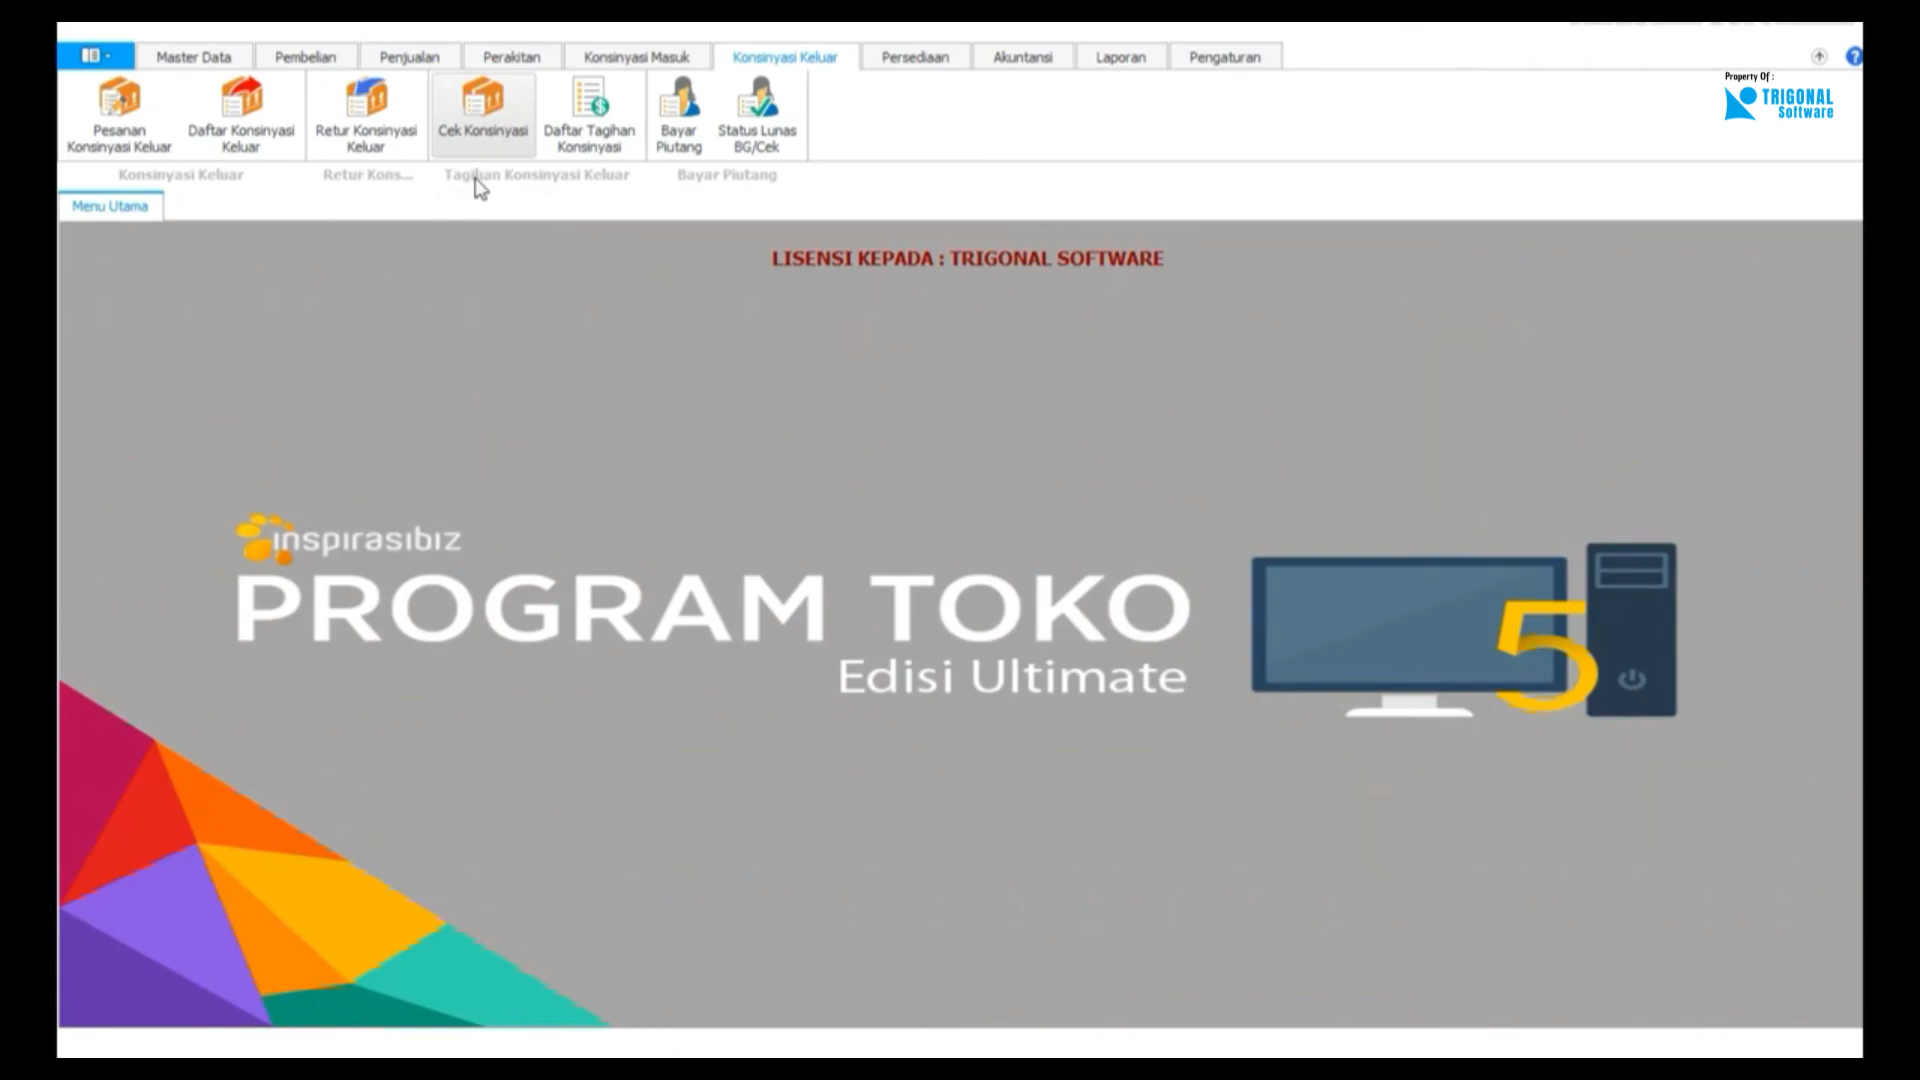 Master Data Pembelian Penjualan Perakitan Konsinyasi Masuk Konsinyasi Keluar Persediaan Akuntansi Laporan Pengaturan
?
Property Of :
TRIGONAL
Software
Pesanan
Konsinyasi Keluar
Daftar Konsinyasi
Keluar
Retur Konsinyasi
Keluar
Cek Konsinyasi
Daftar Tagihan
Konsinyasi
Bayar
Piutang
Status Lunas
BG/Cek
Konsinyasi Keluar Retur Kons... Tagihan Konsinyasi Keluar Bayar Piutang
Menu Utama
LISENSI KEPADA : TRIGONAL SOFTWARE
inspirasibiz
PROGRAM TOKO
Edisi Ultimate
5